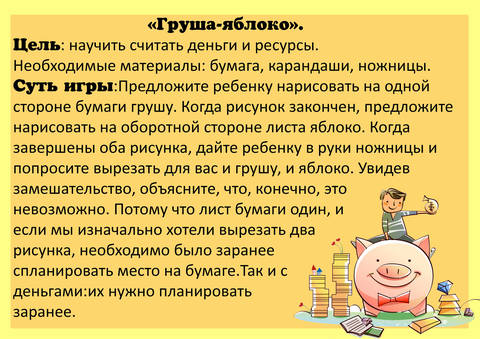 «Груша-яблоко».
Цель: научить считать деньги и ресурсы.
Необходимые материалы: бумага, карандаши, ножницы.
Суть игры:Предложите ребенку нарисовать на одной
стороне бумаги грушу. Когда рисунок закончен, предложите
нарисовать на оборотной стороне листа яблоко. Когда
завершены оба рисунка, дайте ребенку в руки ножницы и
попросите вырезать для вас и грушу, и яблоко. Увидев
замешательство, объясните, что, конечно, это
невозможно. Потому что лист бумаги один, и
если мы изначально хотели вырезать два
рисунка, необходимо было заранее
спланировать место на бумаге.Так и с
деньгами:их нужно планировать
заранее.